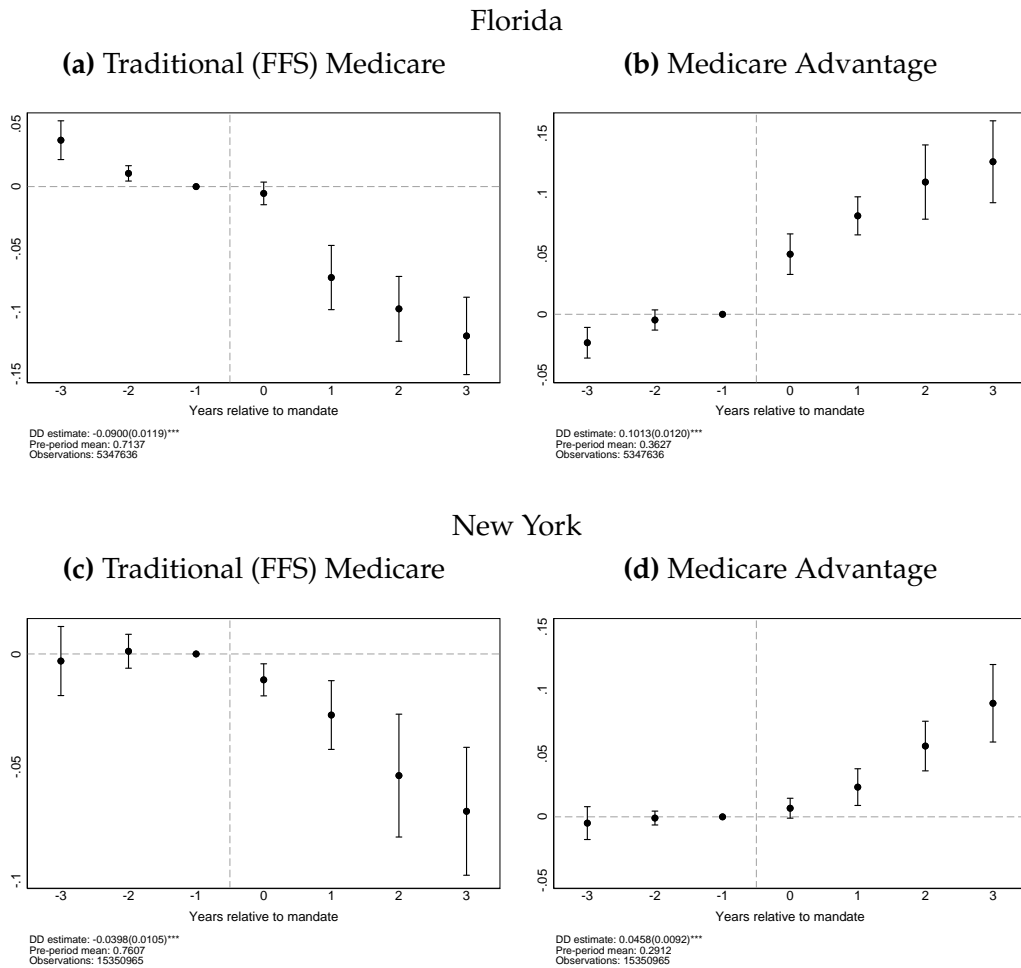 Florida
(a) Traditional (FFS) Medicare
(b) Medicare Advantage
.05
0
-.05
-.1
-.15
-3 -2 -1 0 1 2 3
Years relative to mandate
DD estimate: -0.0900(0.0119)***
Pre-period mean: 0.7137
Observations: 5347636
.15
.1
.05
0
-.05
-3 -2 -1 0 1 2 3
Years relative to mandate
DD estimate: 0.1013(0.0120)***
Pre-period mean: 0.3627
Observations: 5347636
New York
(c) Traditional (FFS) Medicare
(d) Medicare Advantage
0
-.05
-.1
-3 -2 -1 0 1 2 3
Years relative to mandate
DD estimate: -0.0398(0.0105)***
Pre-period mean: 0.7607
Observations: 15350965
.15
.1
.05
0
-.05
-3 -2 -1 0 1 2 3
Years relative to mandate
DD estimate: 0.0458(0.0092)***
Pre-period mean: 0.2912
Observations: 15350965